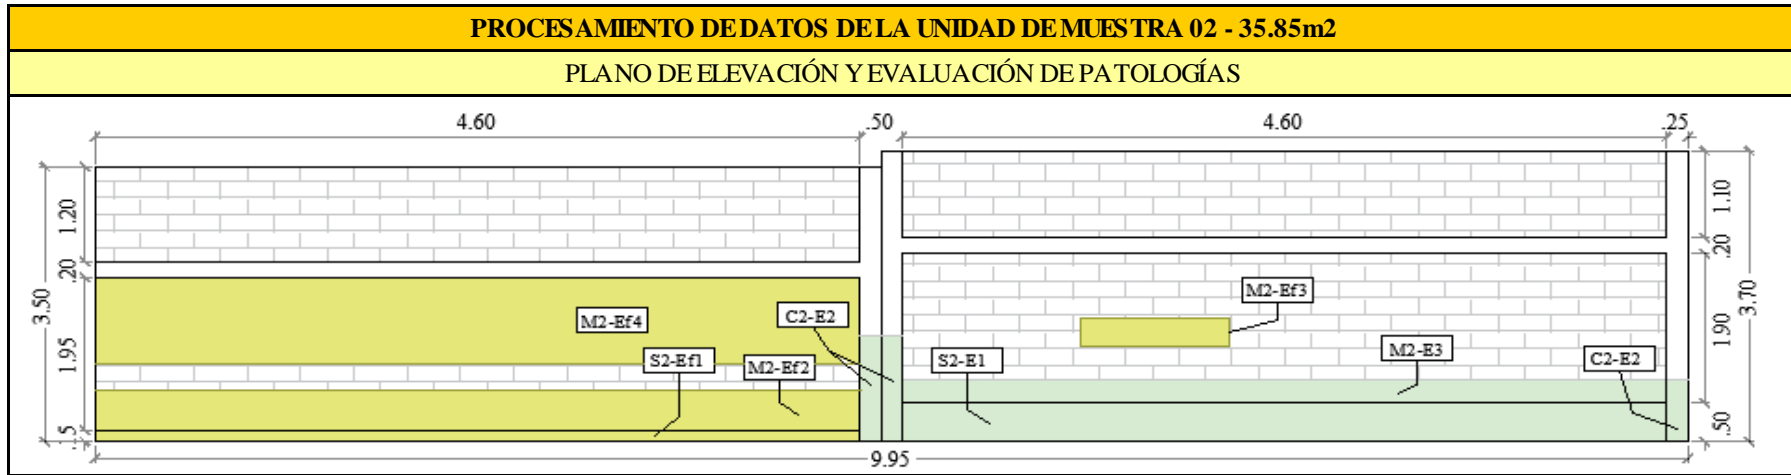 PROCESAMIENTO DE DATOS DE LA UNIDAD DE MUESTRA 02 - 35.85m2
PLANO DE ELEVACIÓN Y EVALUACIÓN DE PATOLOGÍAS
4.60 .50 4.60 .25
3.50
1.20
.20
1.95
.15
M2-Ef4
S2-Ef1
M2-Ef2
C2-E2
S2-E1
M2-Ef3
M2-E3
C2-E2
1.10
.20
1.90
.50
3.70
9.95